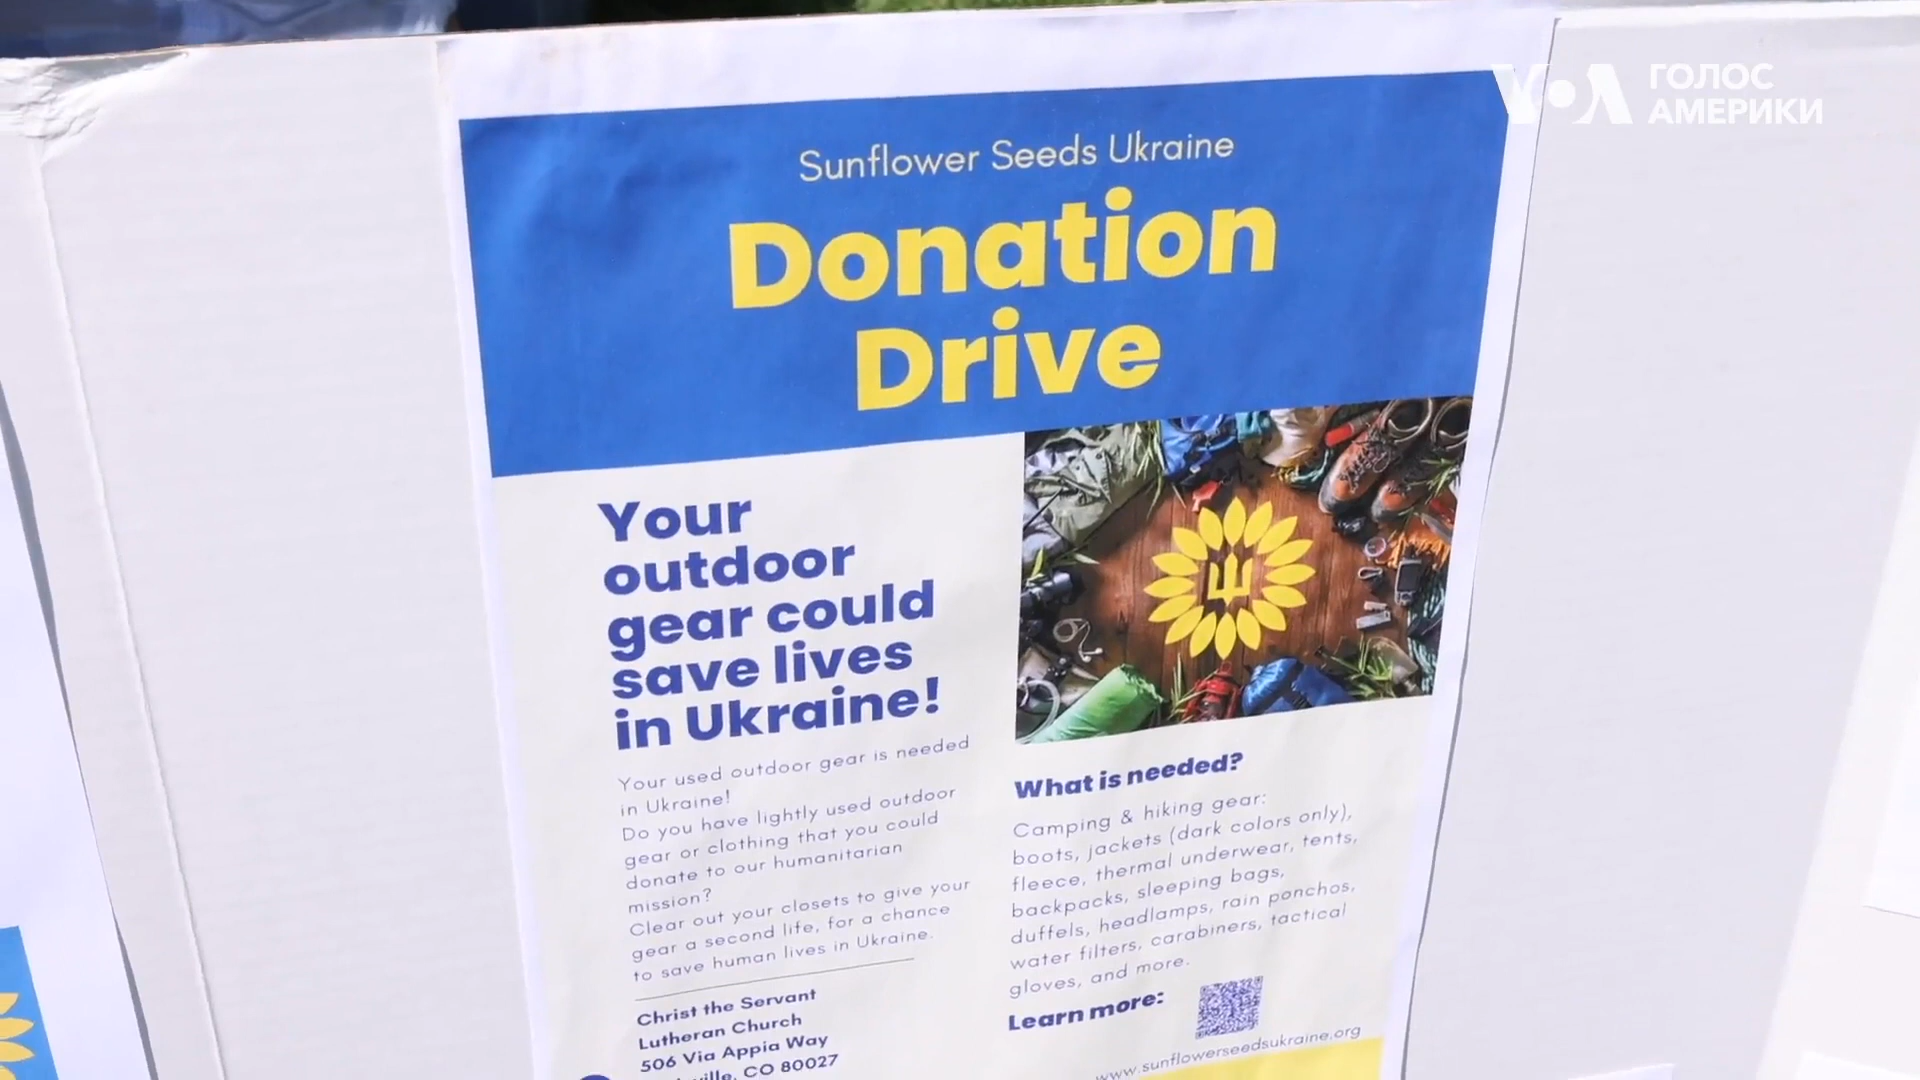 VOA ГОЛОС
АМЕРИКИ
Sunflower Seeds Ukraine
Donation
Drive
Your
outdoor
gear could
save lives
in Ukraine!
Your used outdoor gear is needed
in Ukraine!
Do you have lightly used outdoor
gear or clothing that you could
donate to our humanitarian
mission?
Clear out your closets to give your
gear a second life, for a chance
to save human lives in Ukraine.
Christ the Servant
Lutheran Church
506 Via Appia Way
CO 80027
What is needed?
Camping & hiking gear:
boots, jackets (dark colors only),
fleece, thermal underwear, tents,
backpacks, sleeping bags,
duffels, headlamps, rain ponchos,
water filters, carabiners, tactical
gloves, and more.
Learn more:
www.sunflowerseedsukraine.org